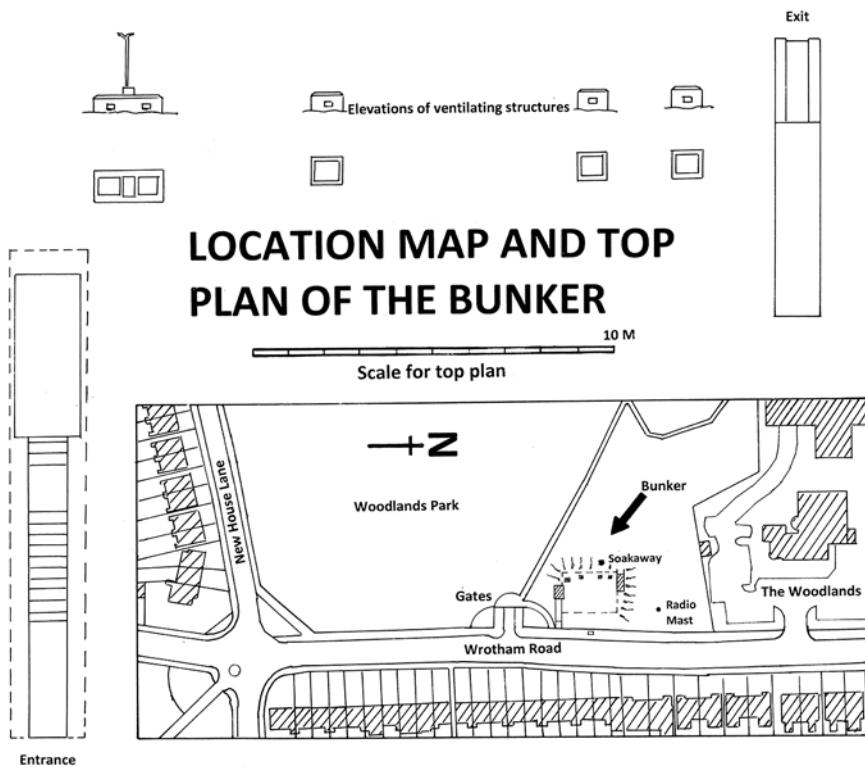 Exit
Elevations of ventilating structures
LOCATION MAP AND TOP
PLAN OF THE BUNKER
10 M
Scale for top plan
N
New House Lane
Woodlands Park
Bunker
Soakaway
Gates
The Woodlands
Radio
Mast
Wrotham Road
Entrance